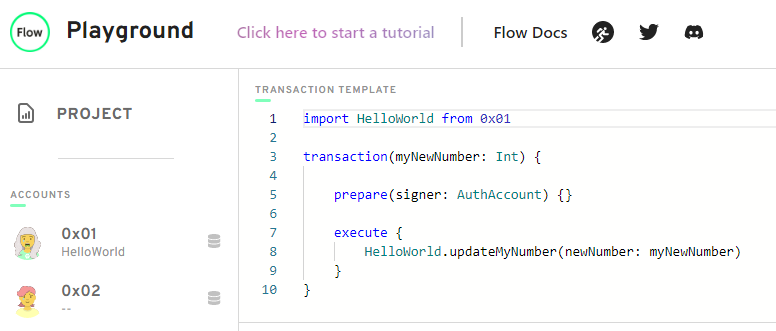 Flow Playground Click here to start a tutorial Flow Docs
PROJECT
ACCOUNTS
0x01
HelloWorld
0x02
--
TRANSACTION TEMPLATE
1 import HelloWorld from 0x01
2
3 transaction(myNewNumber: Int) {
4
5     prepare(signer: AuthAccount) {}
6
7     execute {
8         HelloWorld.updateMyNumber(newNumber: myNewNumber)
9     }
10 }